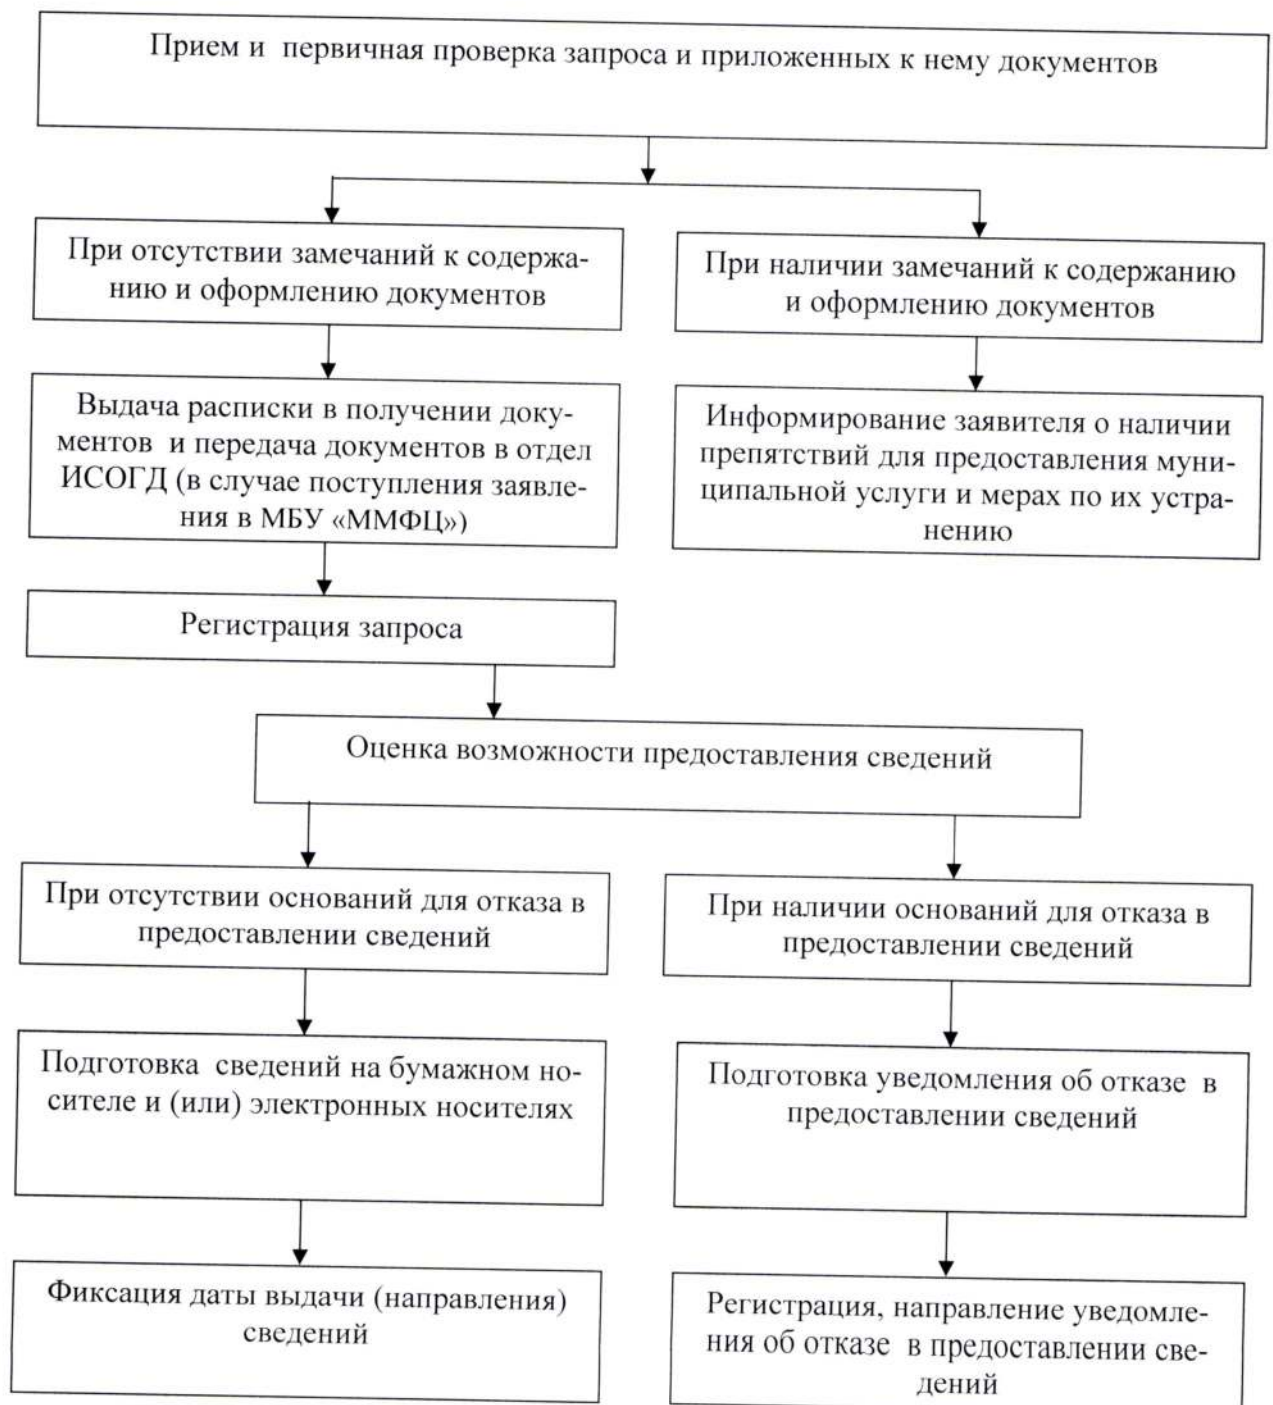 Прием и первичная проверка запроса и приложенных к нему документов
При отсутствии замечаний к содержа-
нию и оформлению документов
При наличии замечаний к содержанию
и оформлению документов
Выдача расписки в получении доку-
ментов и передача документов в отдел
ИСОГД (в случае поступления заявле-
ния в МБУ «ММФЦ»)
Информирование заявителя о наличии
препятствий для предоставления муни-
ципальной услуги и мерах по их устра-
нению
Регистрация запроса
Оценка возможности предоставления сведений
При отсутствии оснований для отказа в
предоставлении сведений
При наличии оснований для отказа в
предоставлении сведений
Подготовка сведений на бумажном но-
сителе и (или) электронных носителях
Подготовка уведомления об отказе в
предоставлении сведений
Фиксация даты выдачи (направления)
сведений
Регистрация, направление уведомле-
ния об отказе в предоставлении све-
дений